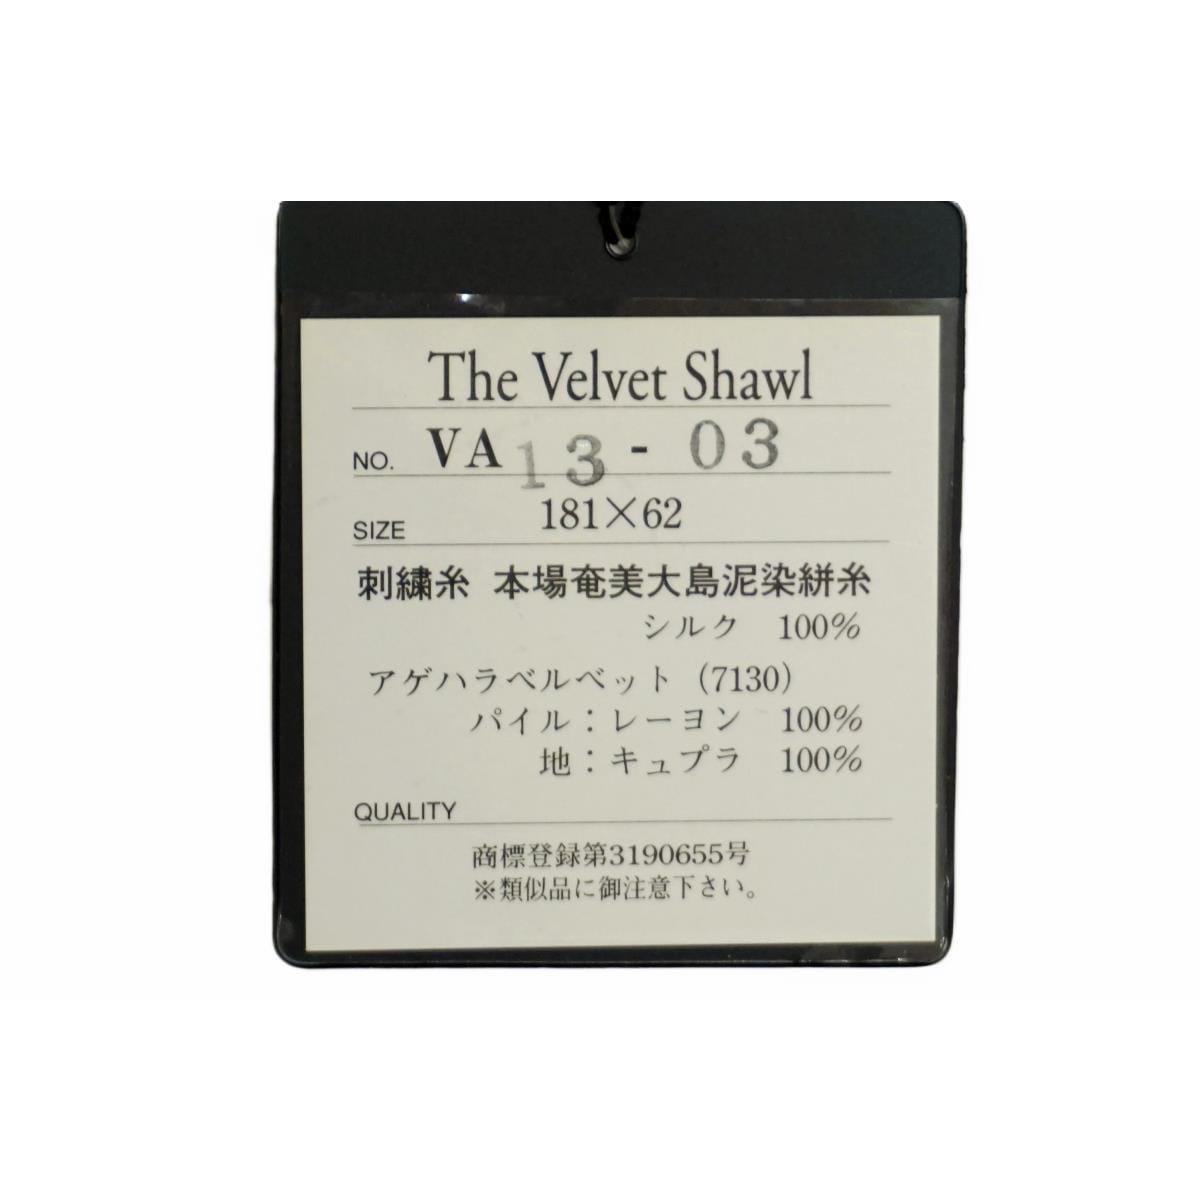 The Velvet Shawl
NO. VA 13-03
SIZE 181×62
刺繍糸 本場奄美大島泥染絣糸
シルク 100%
アゲハラベルベット（7130）
パイル：レーヨン 100%
地：キュプラ 100%
QUALITY
商標登録第3190655号
※類似品に御注意下さい。